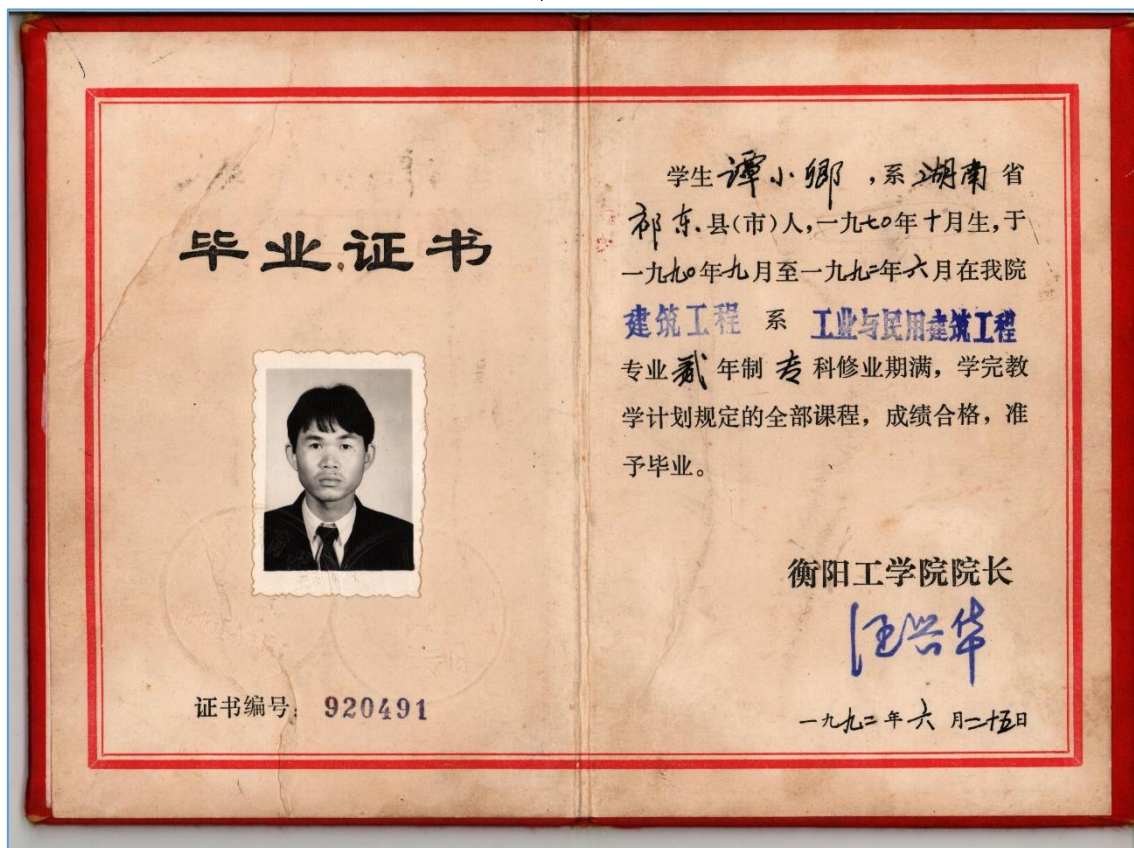 毕业证书
证书编号：920491
学生谭小乡，系湖南省
祁东县(市)人，一九七0年十月生，于
一九九0年九月至一九九二年六月在我院
建筑工程 系 工业与民用建筑工程
专业贰年制专科修业期满，学完教
学计划规定的全部课程，成绩合格，准
予毕业。
衡阳工学院院长
汪兴华
一九九二年六月二十五日